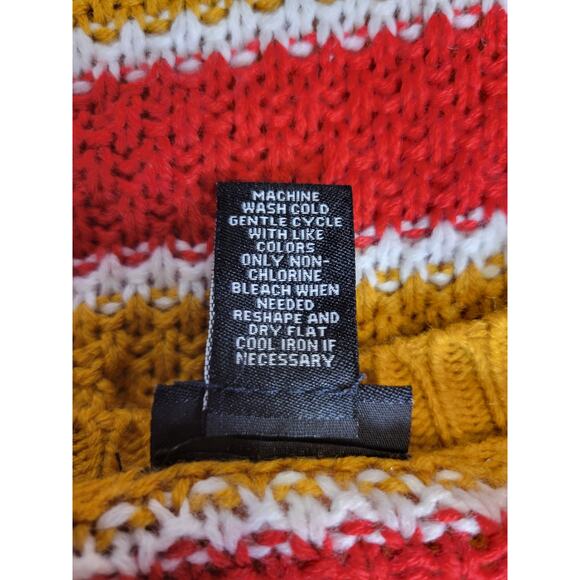 MACHINE
WASH COLD
GENTLE CYCLE
WITH LIKE
COLORS
ONLY NON-
CHLORINE
BLEACH WHEN
NEEDED
RESHAPE AND
DRY FLAT
COOL IRON IF
NECESSARY